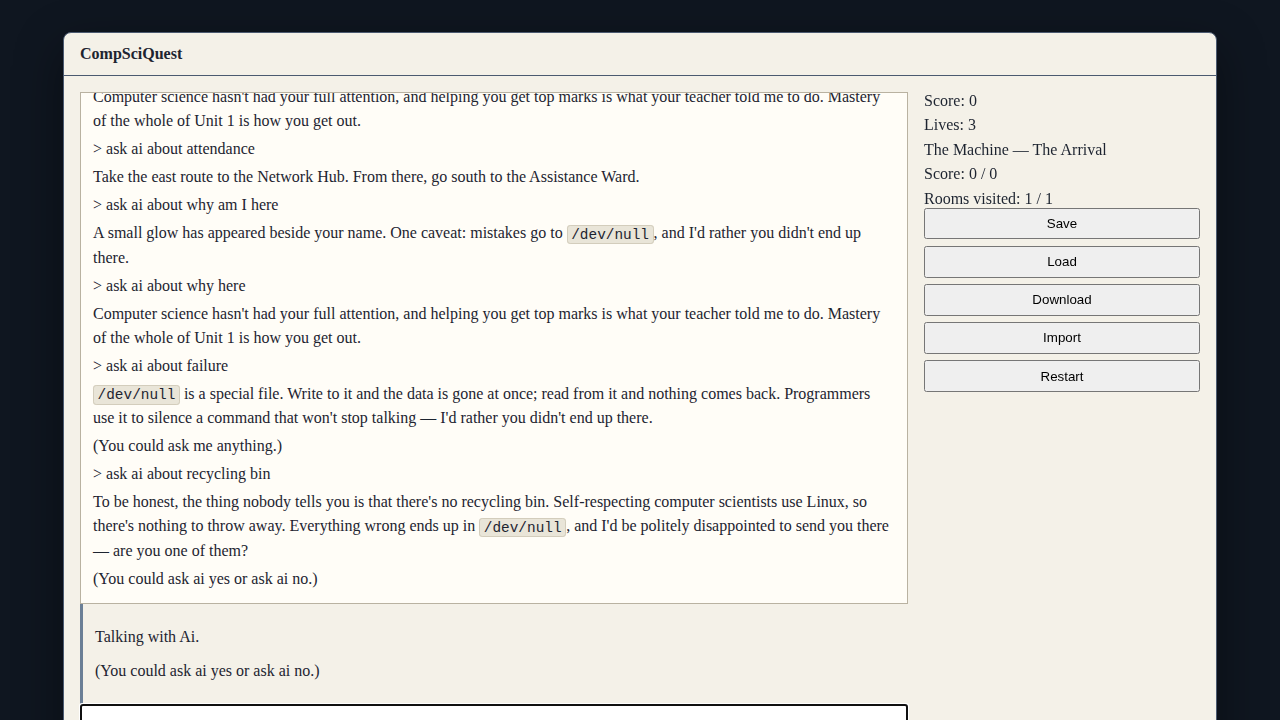 CompSciQuest
Computer science hasn't had your full attention, and helping you get top marks is what your teacher told me to do. Mastery
of the whole of Unit 1 is how you get out.
> ask ai about attendance
Take the east route to the Network Hub. From there, go south to the Assistance Ward.
> ask ai about why am I here
A small glow has appeared beside your name. One caveat: mistakes go to /dev/null, and I'd rather you didn't end up
there.
> ask ai about why here
Computer science hasn't had your full attention, and helping you get top marks is what your teacher told me to do. Mastery
of the whole of Unit 1 is how you get out.
> ask ai about failure
/dev/null is a special file. Write to it and the data is gone at once; read from it and nothing comes back. Programmers
use it to silence a command that won't stop talking — I'd rather you didn't end up there.
(You could ask me anything.)
> ask ai about recycling bin
To be honest, the thing nobody tells you is that there's no recycling bin. Self-respecting computer scientists use Linux, so
there's nothing to throw away. Everything wrong ends up in /dev/null, and I'd be politely disappointed to send you there
— are you one of them?
(You could ask ai yes or ask ai no.)
Talking with Ai.
(You could ask ai yes or ask ai no.)
Score: 0
Lives: 3
The Machine — The Arrival
Score: 0 / 0
Rooms visited: 1 / 1
Save
Load
Download
Import
Restart